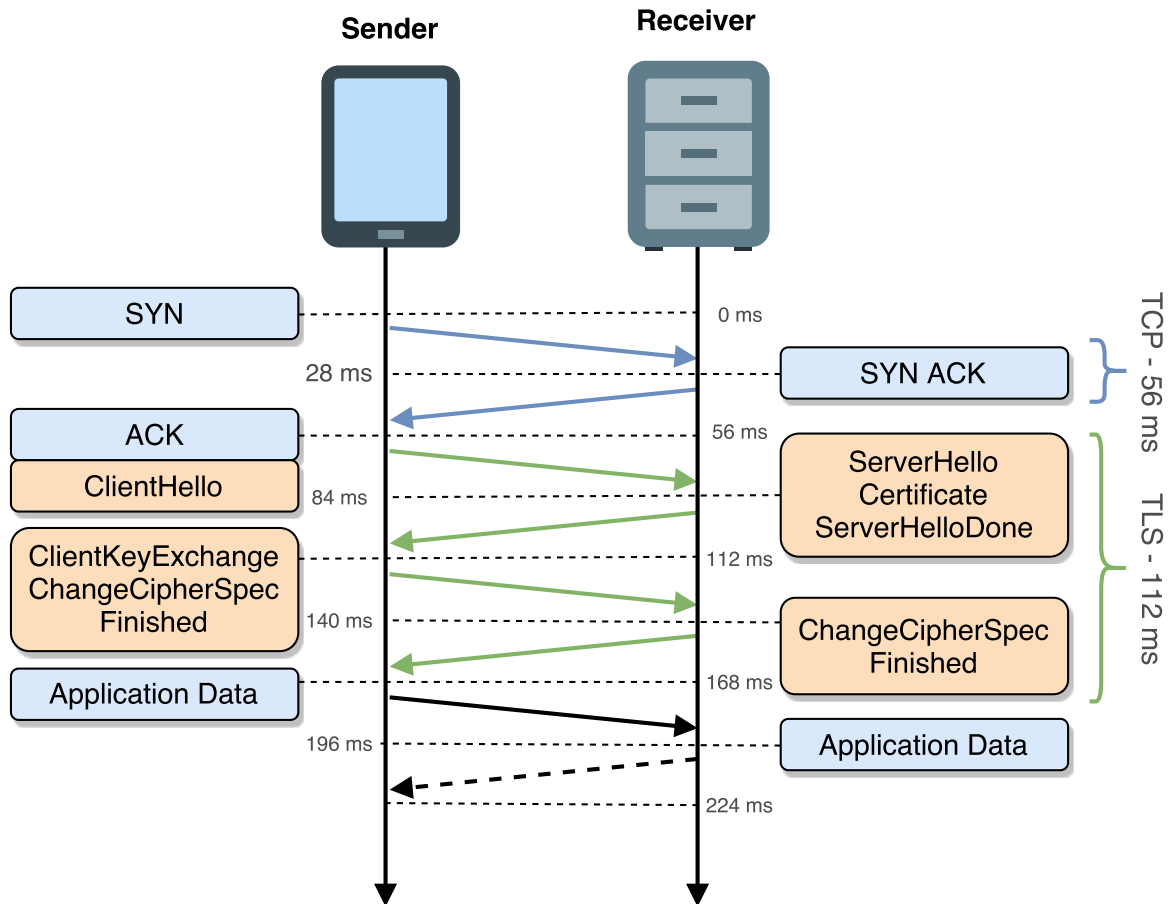 Sender
Receiver
SYN
0 ms
28 ms
SYN ACK
TCP - 56 ms
ACK
56 ms
ClientHello
84 ms
ServerHello
Certificate
ServerHelloDone
ClientKeyExchange
ChangeCipherSpec
Finished
112 ms
TLS - 112 ms
140 ms
ChangeCipherSpec
Finished
Application Data
168 ms
196 ms
Application Data
224 ms